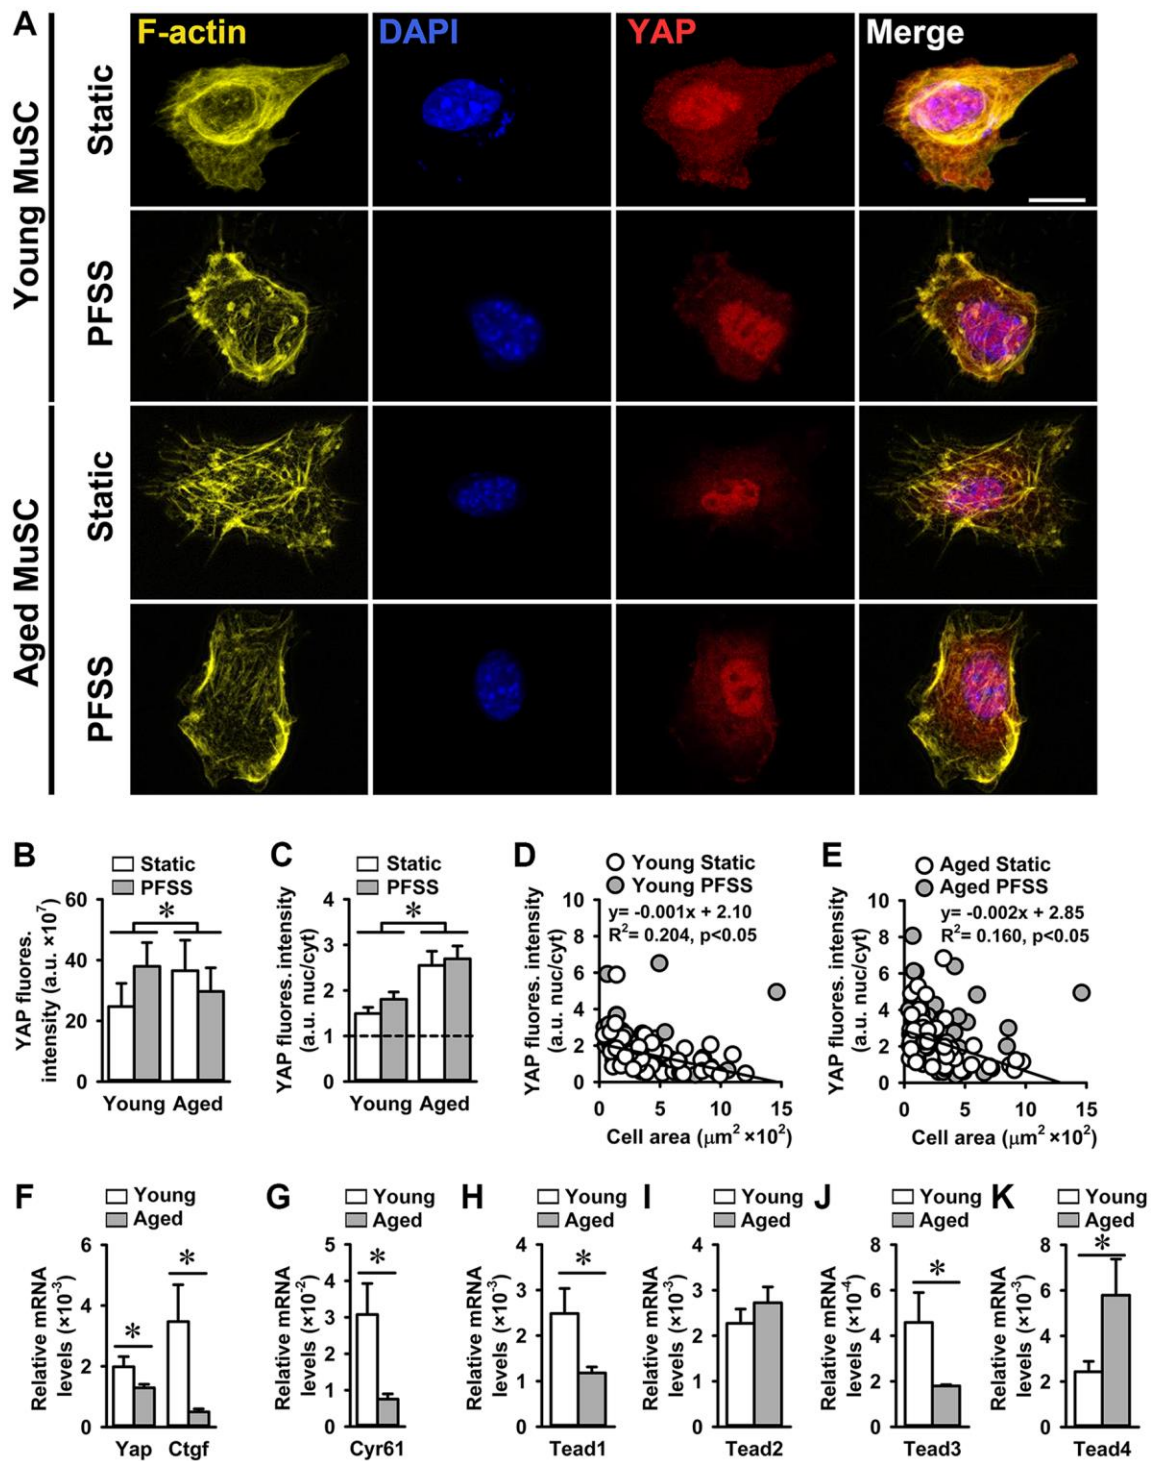 A
F-actin
DAPI
YAP
Merge
Young MuSC
Static
PFSS
Aged MuSC
Static
PFSS
B
Static
PFSS
YAP fluores.
intensity (a.u. ×10⁷)
60
40
20
0
*
Young Aged
C
Static
PFSS
YAP fluores. intensity
(a.u. nuc/cyt)
4
3
2
1
0
*
Young Aged
D
Young Static
Young PFSS
y= -0.001x + 2.10
R²= 0.204, p<0.05
YAP fluores. intensity
(a.u. nuc/cyt)
10
8
6
4
2
0
0 5 10 15
Cell area (μm² ×10²)
E
Aged Static
Aged PFSS
y= -0.002x + 2.85
R²= 0.160, p<0.05
YAP fluores. intensity
(a.u. nuc/cyt)
10
8
6
4
2
0
0 5 10 15
Cell area (μm² ×10²)
F
Young
Aged
Relative mRNA
levels (×10⁻³)
6
4
2
0
*
*
Yap Ctgf
G
Young
Aged
Relative mRNA
levels (×10⁻²)
5
4
3
2
1
0
*
Cyr61
H
Young
Aged
Relative mRNA
levels (×10⁻³)
4
3
2
1
0
*
Tead1
I
Young
Aged
Relative mRNA
levels (×10⁻³)
4
3
2
1
0
Tead2
J
Young
Aged
Relative mRNA
levels (×10⁻⁴)
8
6
4
2
0
*
Tead3
K
Young
Aged
Relative mRNA
levels (×10⁻³)
8
6
4
2
0
*
Tead4